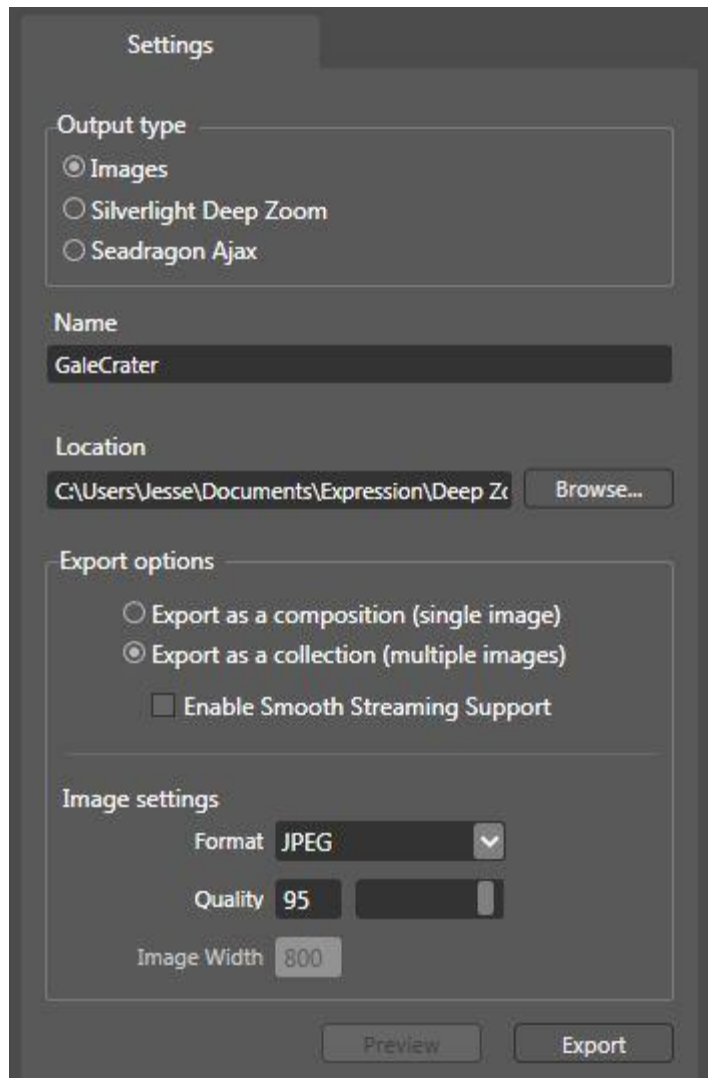 Settings
Output type
Images
Silverlight Deep Zoom
Seadragon Ajax
Name
GaleCrater
Location
C:\Users\Jesse\Documents\Expression\Deep Zo
Browse...
Export options
Export as a composition (single image)
Export as a collection (multiple images)
Enable Smooth Streaming Support
Image settings
Format JPEG
Quality 95
Image Width 800
Preview Export